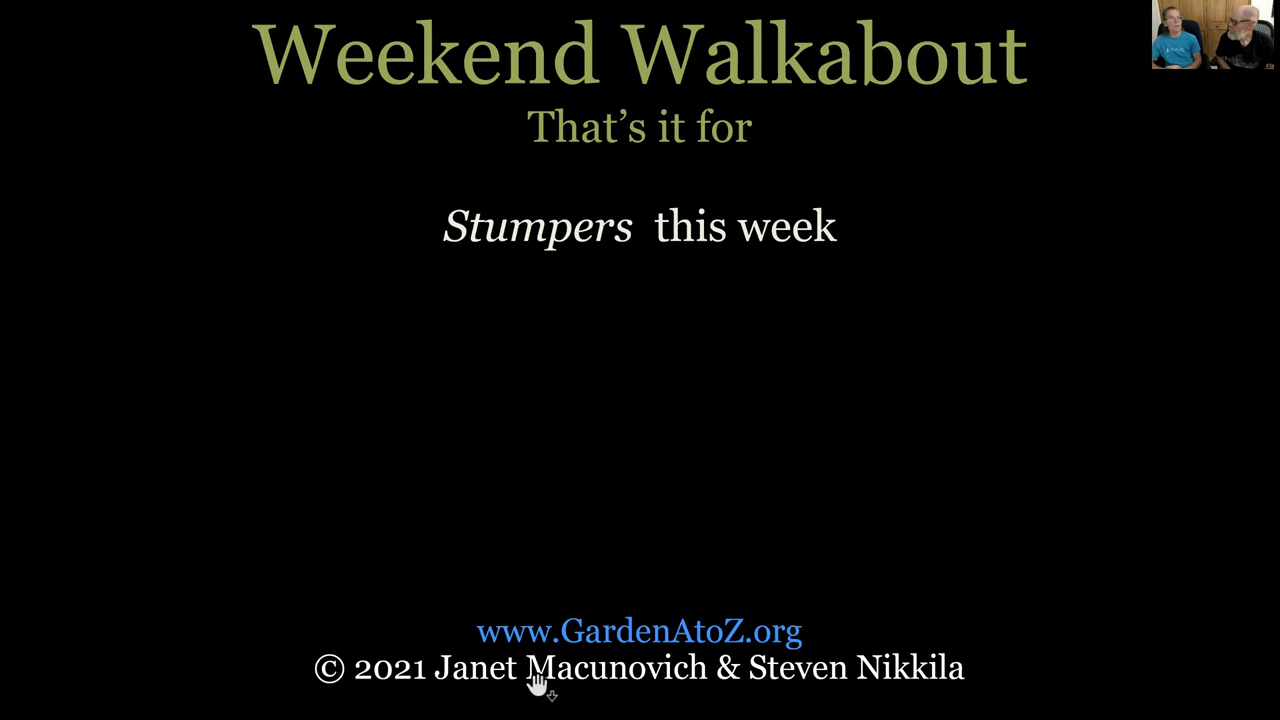 Weekend Walkabout
That's it for
Stumpers this week
www.GardenAtoZ.org
© 2021 Janet Macunovich & Steven Nikkila